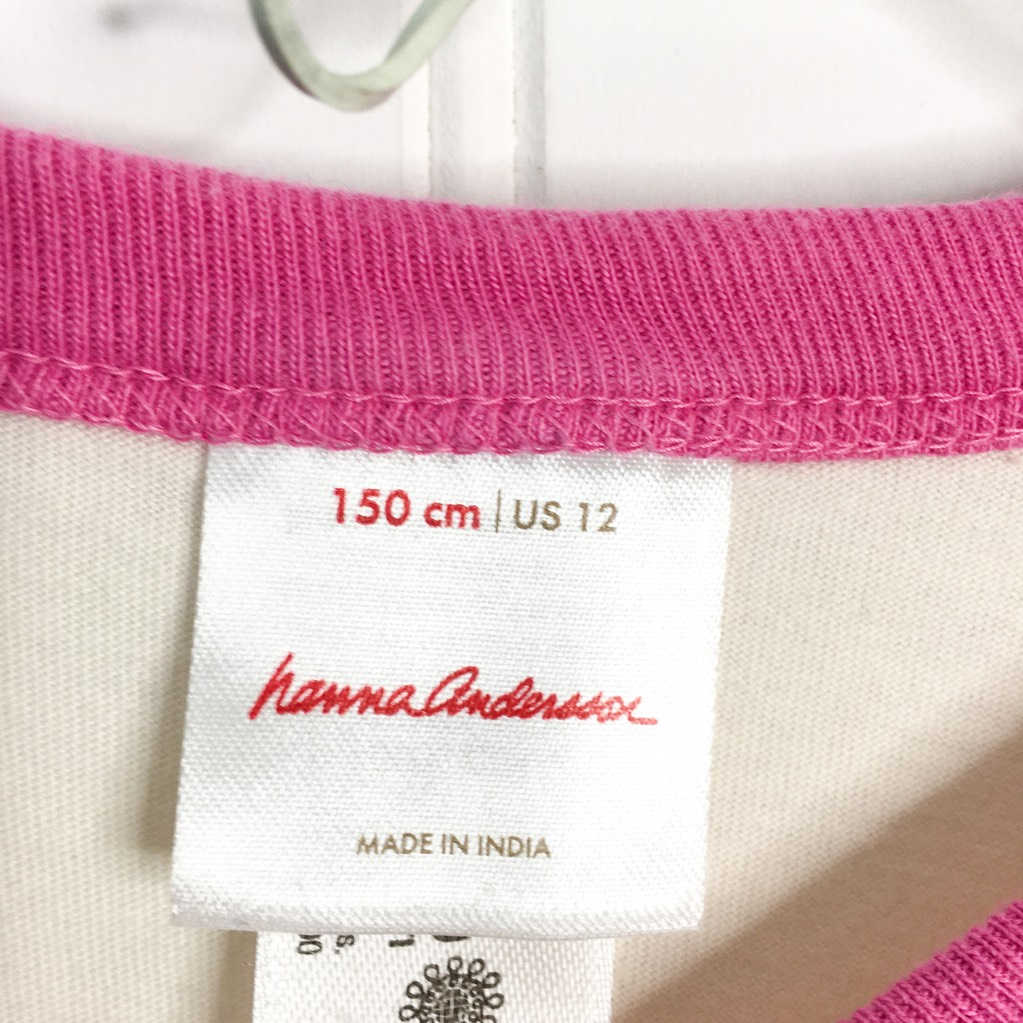 150 cm | US 12
hanna Andersson
MADE IN INDIA